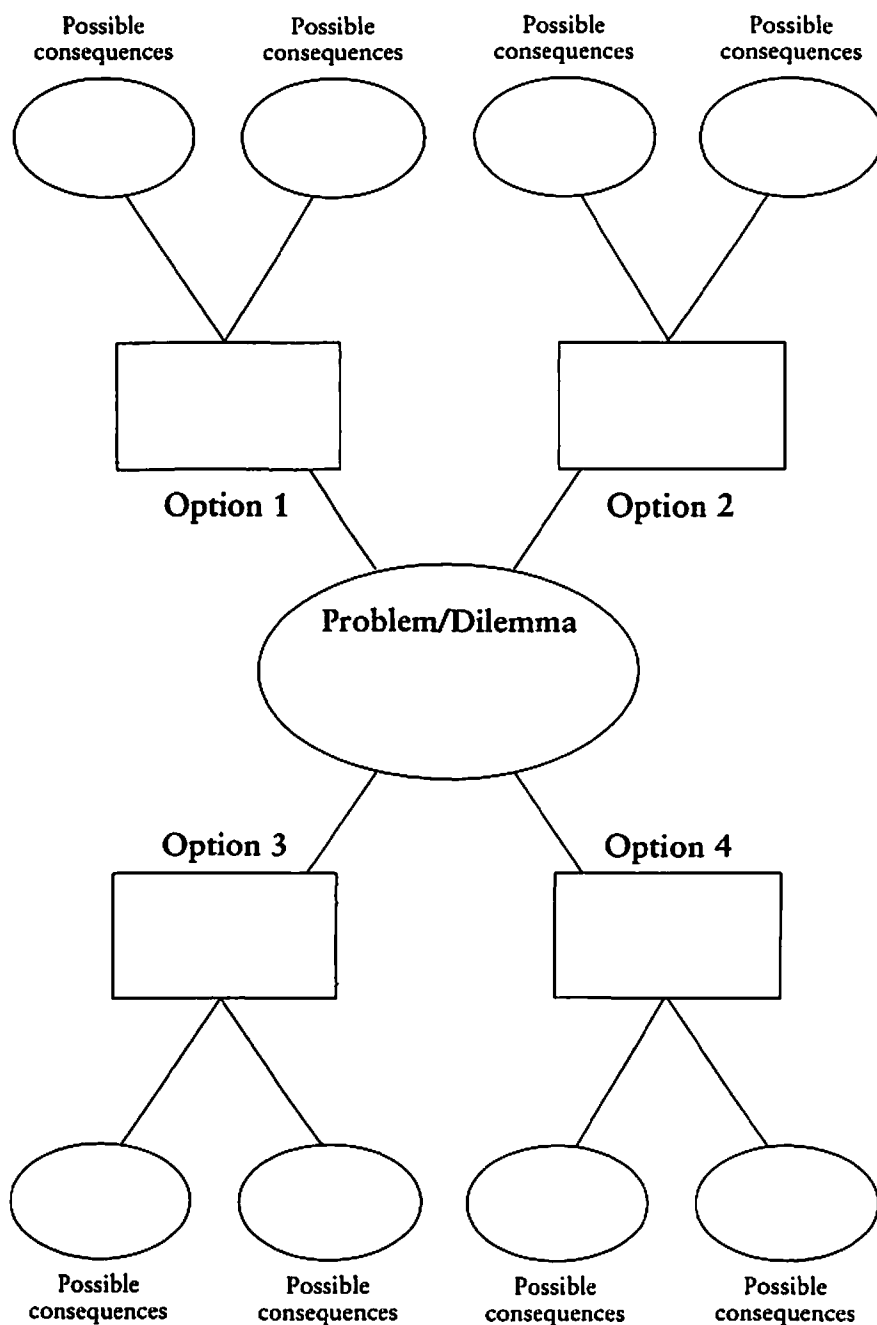 Possible
consequences
Possible
consequences
Possible
consequences
Possible
consequences
Option 1
Option 2
Problem/Dilemma
Option 3
Option 4
Possible
consequences
Possible
consequences
Possible
consequences
Possible
consequences